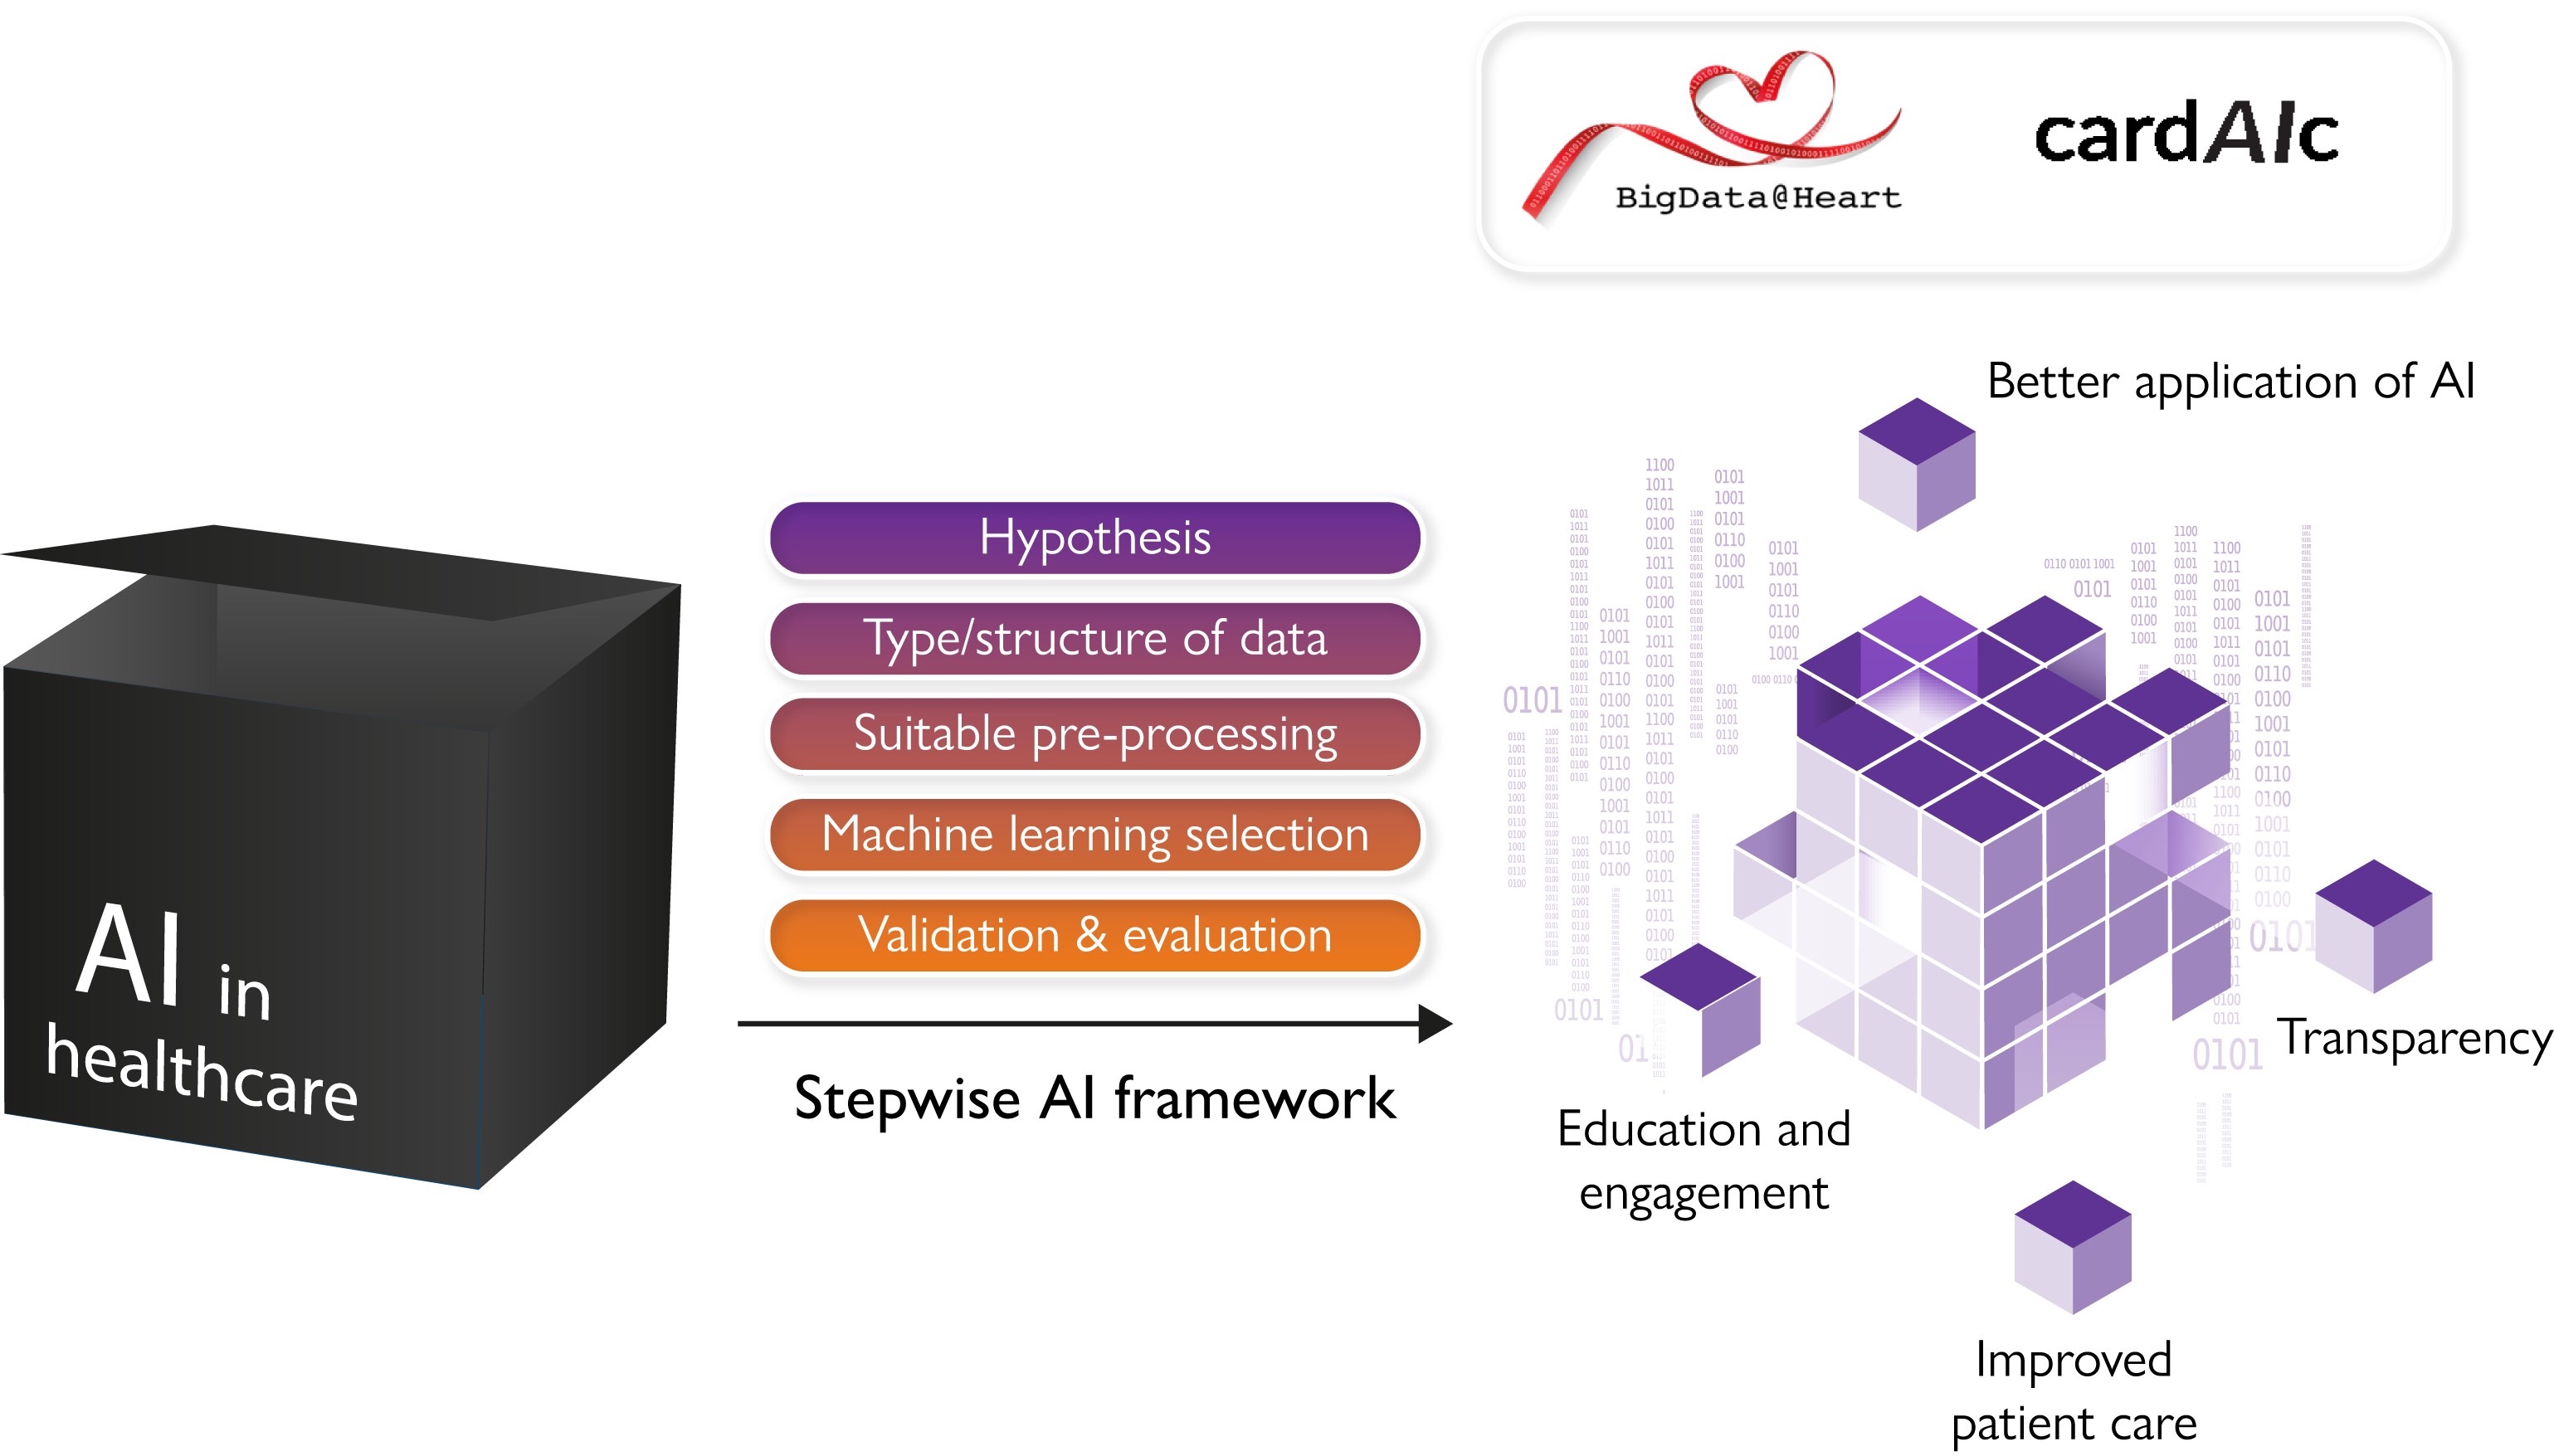 BigData@Heart
cardAIc
Better application of AI
Hypothesis
Type/structure of data
Suitable pre-processing
Machine learning selection
Validation & evaluation
Stepwise AI framework
AI in
healthcare
Transparency
Education and
engagement
Improved
patient care